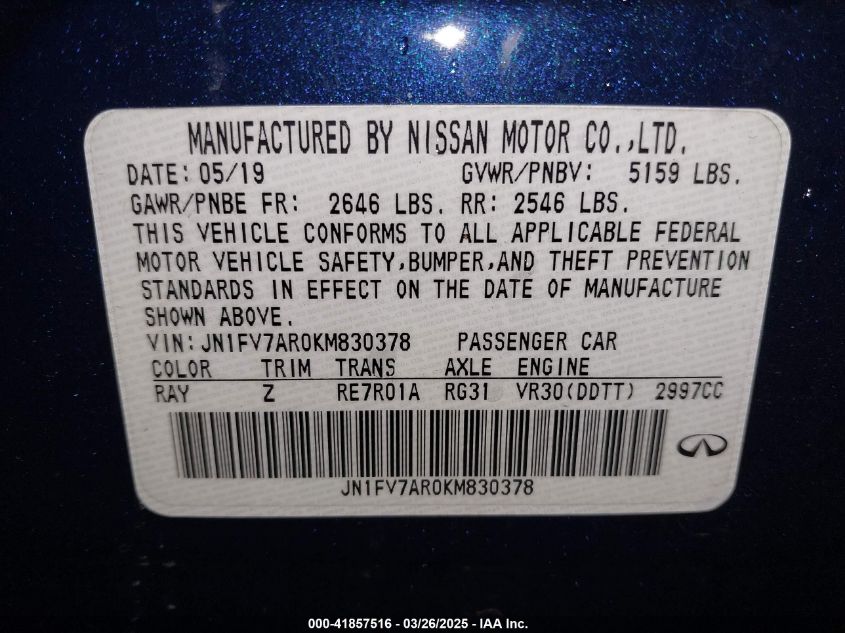 MANUFACTURED BY NISSAN MOTOR CO.,LTD.
DATE: 05/19 GVWR/PNBV: 5159 LBS.
GAWR/PNBE FR: 2646 LBS. RR: 2546 LBS.
THIS VEHICLE CONFORMS TO ALL APPLICABLE FEDERAL
MOTOR VEHICLE SAFETY,BUMPER,AND THEFT PREVENTION
STANDARDS IN EFFECT ON THE DATE OF MANUFACTURE
SHOWN ABOVE.
VIN:JN1FV7AR0KM830378 PASSENGER CAR
COLOR TRIM TRANS AXLE ENGINE
RAY Z RE7R01A RG31 VR30(DDTT) 2997CC
JN1FV7AR0KM830378
000-41857516 - 03/26/2025 - IAA Inc.